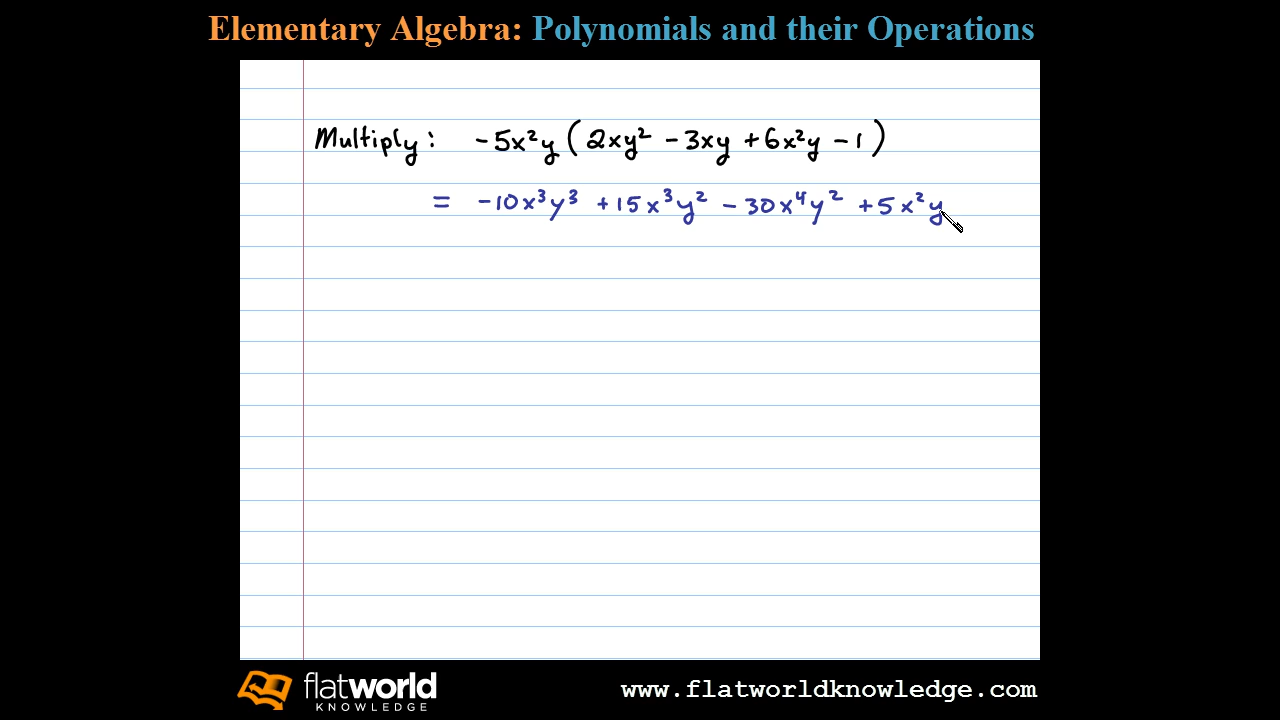 Elementary Algebra: Polynomials and their Operations
Multiply: -5x²y (2xy² - 3xy + 6x²y - 1)
= -10x³y³ + 15x³y² - 30x⁴y² + 5x²y
flatworld
KNOWLEDGE
www.flatworldknowledge.com